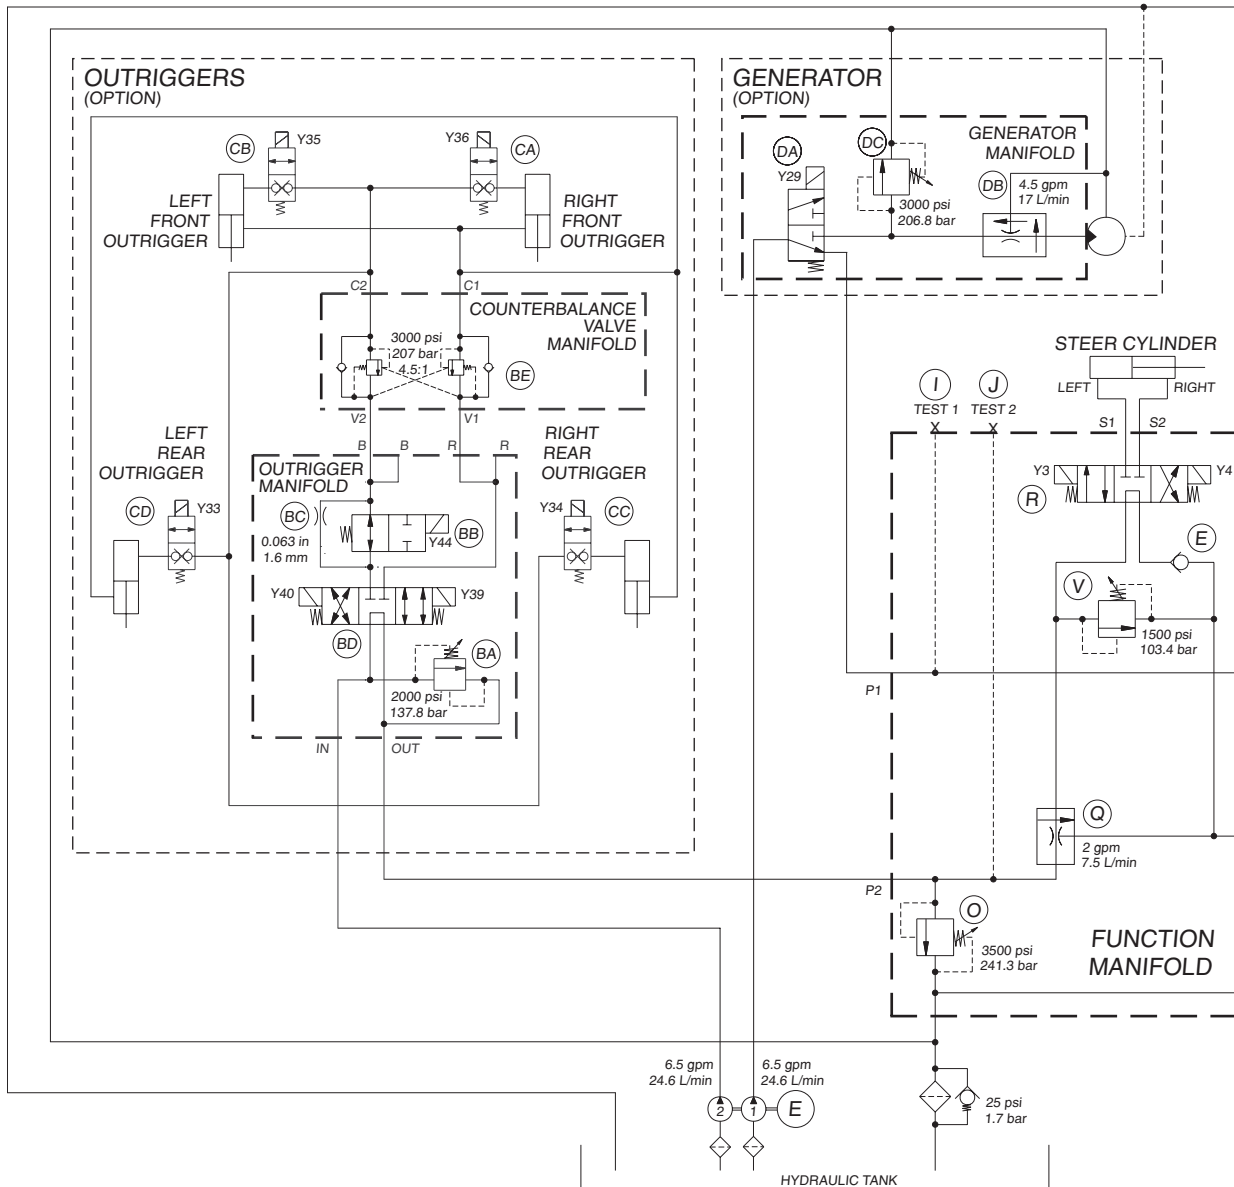 OUTRIGGERS
(OPTION)
CB
Y35
Y36
CA
LEFT
FRONT
OUTRIGGER
RIGHT
FRONT
OUTRIGGER
C2
C1
COUNTERBALANCE
VALVE
MANIFOLD
3000 psi
207 bar
4.5:1
BE
V2
V1
LEFT
REAR
OUTRIGGER
B
B
R
R
RIGHT
REAR
OUTRIGGER
OUTRIGGER
MANIFOLD
CD
Y33
BC
0.063 in
1.6 mm
Y44
BB
Y34
CC
Y40
Y39
BD
BA
2000 psi
137.8 bar
IN
OUT
GENERATOR
(OPTION)
GENERATOR
MANIFOLD
DA
Y29
DC
3000 psi
206.8 bar
DB
4.5 gpm
17 L/min
STEER CYLINDER
LEFT
RIGHT
I
TEST 1
X
J
TEST 2
X
S1
S2
Y3
Y4
R
E
V
1500 psi
103.4 bar
P1
Q
2 gpm
7.5 L/min
P2
O
3500 psi
241.3 bar
FUNCTION
MANIFOLD
6.5 gpm
24.6 L/min
6.5 gpm
24.6 L/min
2
1
E
25 psi
1.7 bar
HYDRAULIC TANK